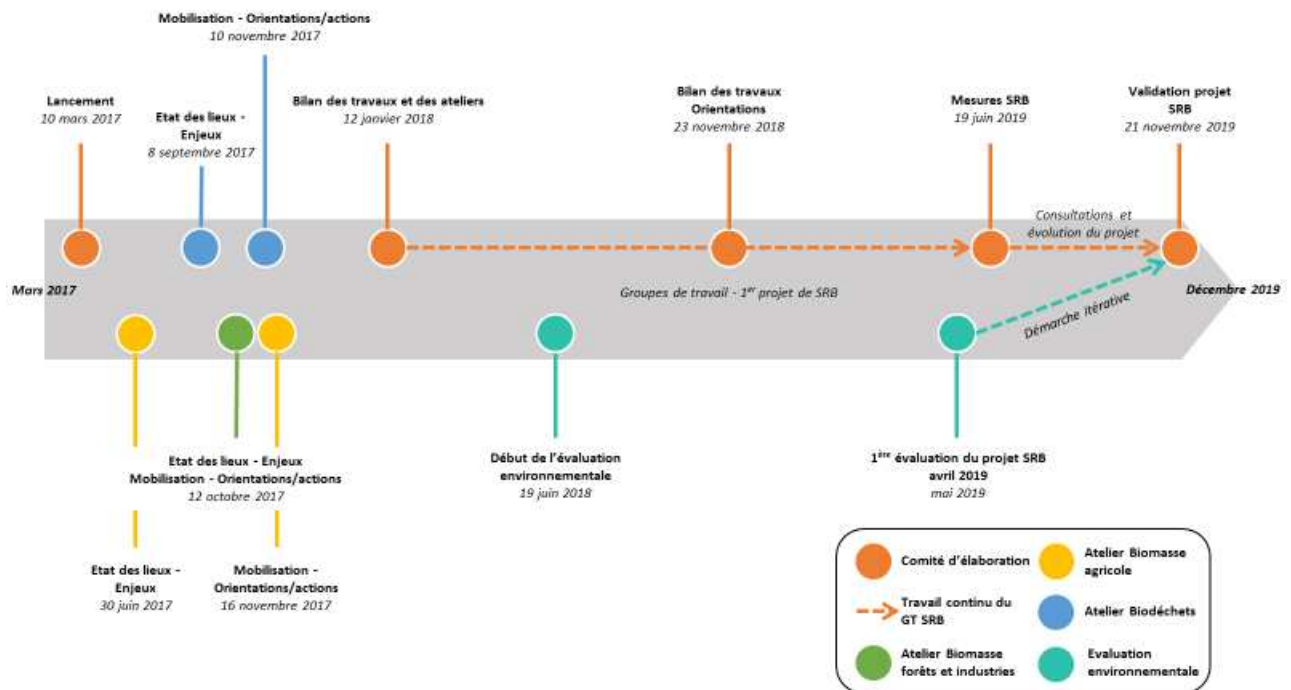 Mobilisation - Orientations/actions
10 novembre 2017
Lancement
10 mars 2017
Etat des lieux -
Enjeux
8 septembre 2017
Bilan des travaux et des ateliers
12 janvier 2018
Bilan des travaux
Orientations
23 novembre 2018
Mesures SRB
19 juin 2019
Validation projet
SRB
21 novembre 2019
Consultations et
évolution du projet
Mars 2017
Groupes de travail - 1er projet de SRB
Démarche itérative
Décembre 2019
Etat des lieux - Enjeux
Mobilisation - Orientations/actions
12 octobre 2017
Début de l'évaluation
environnementale
19 juin 2018
1ère évaluation du projet SRB
avril 2019
mai 2019
Etat des lieux -
Enjeux
30 juin 2017
Mobilisation -
Orientations/actions
16 novembre 2017
Comité d'élaboration
Atelier Biomasse
agricole
Travail continu du
GT SRB
Atelier Biodéchets
Atelier Biomasse
forêts et industries
Evaluation
environnementale